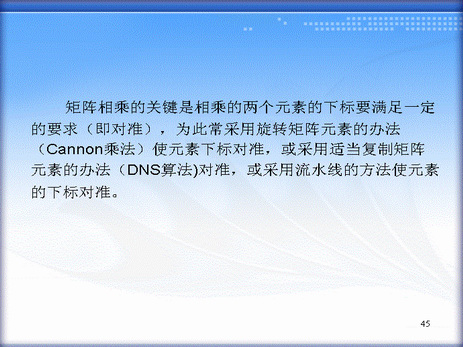 矩阵相乘的关键是相乘的两个元素的下标要满足一定
的要求（即对准），为此常采用旋转矩阵元素的办法
（Cannon乘法）使元素下标对准，或采用适当复制矩阵
元素的办法（DNS算法)对准，或采用流水线的方法使元素
的下标对准。
45